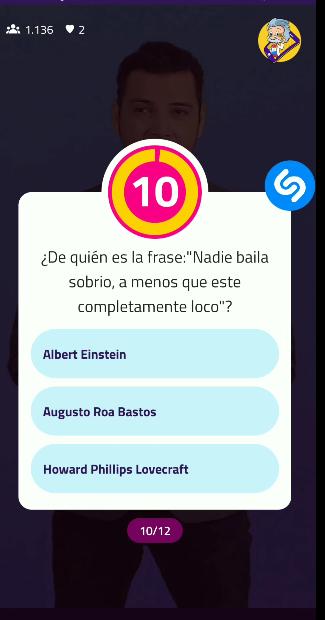 1.136 2
10
¿De quién es la frase:"Nadie baila
sobrio, a menos que este
completamente loco"?
Albert Einstein
Augusto Roa Bastos
Howard Phillips Lovecraft
10/12